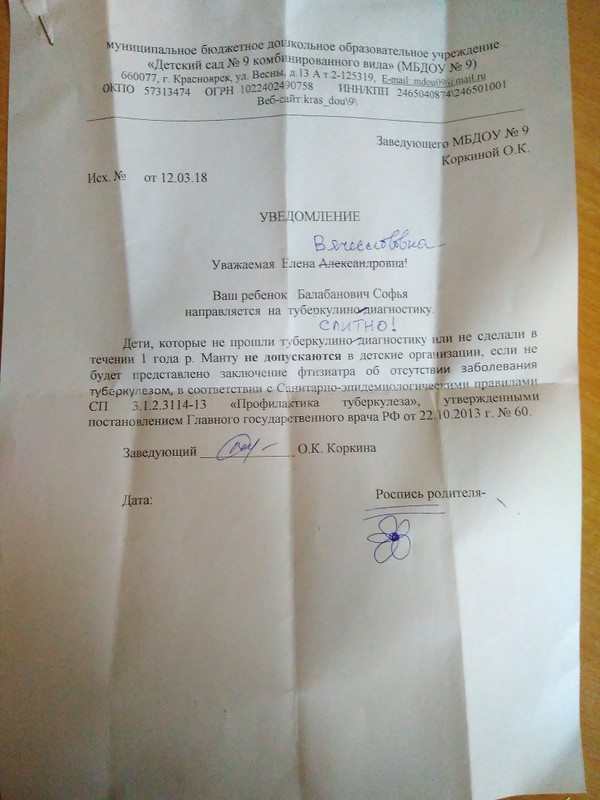 муниципальное бюджетное дошкольное образовательное учреждение
«Детский сад № 9 комбинированного вида» (МБДОУ № 9)
660077, г. Красноярск, ул. Весны, д.13 А т 2-125319, E-mail: mdou09@mail.ru
ОКПО 57313474 ОГРН 1022402490758 ИНН/КПП 2465040874\246501001
Веб-сайт:kras_dou\9\
Заведующего МБДОУ № 9
Коркиной О.К.
Исх. № от 12.03.18
УВЕДОМЛЕНИЕ
Вячеславовна
Уважаемая Елена Александровна!
Ваш ребенок Балабанович Софья
направляется на туберкулино-диагностику.
СЛИТНО!
Дети, которые не прошли туберкулино-диагностику или не сделали в
течении 1 года р. Манту не допускаются в детские организации, если не
будет представлено заключение фтизиатра об отсутствии заболевания
туберкулезом, в соответствии с Санитарно-эпидемиологическими правилами
СП 3.1.2.3114-13 «Профилактика туберкулеза», утвержденными
постановлением Главного государственного врача РФ от 22.10.2013 г. № 60.
Заведующий О.К. Коркина
Дата: Роспись родителя-